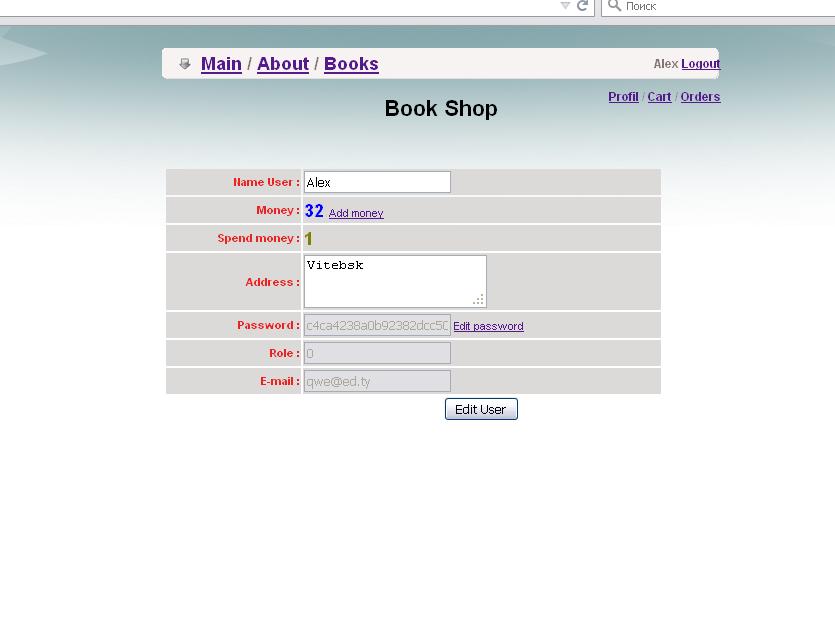 Поиск
Main / About / Books
Alex Logout
Profil / Cart / Orders
Book Shop
Name User : Alex
Money : 32 Add money
Spend money : 1
Address : Vitebsk
Password : c4ca4238a0b92382dcc50 Edit password
Role : 0
E-mail : qwe@ed.ty
Edit User